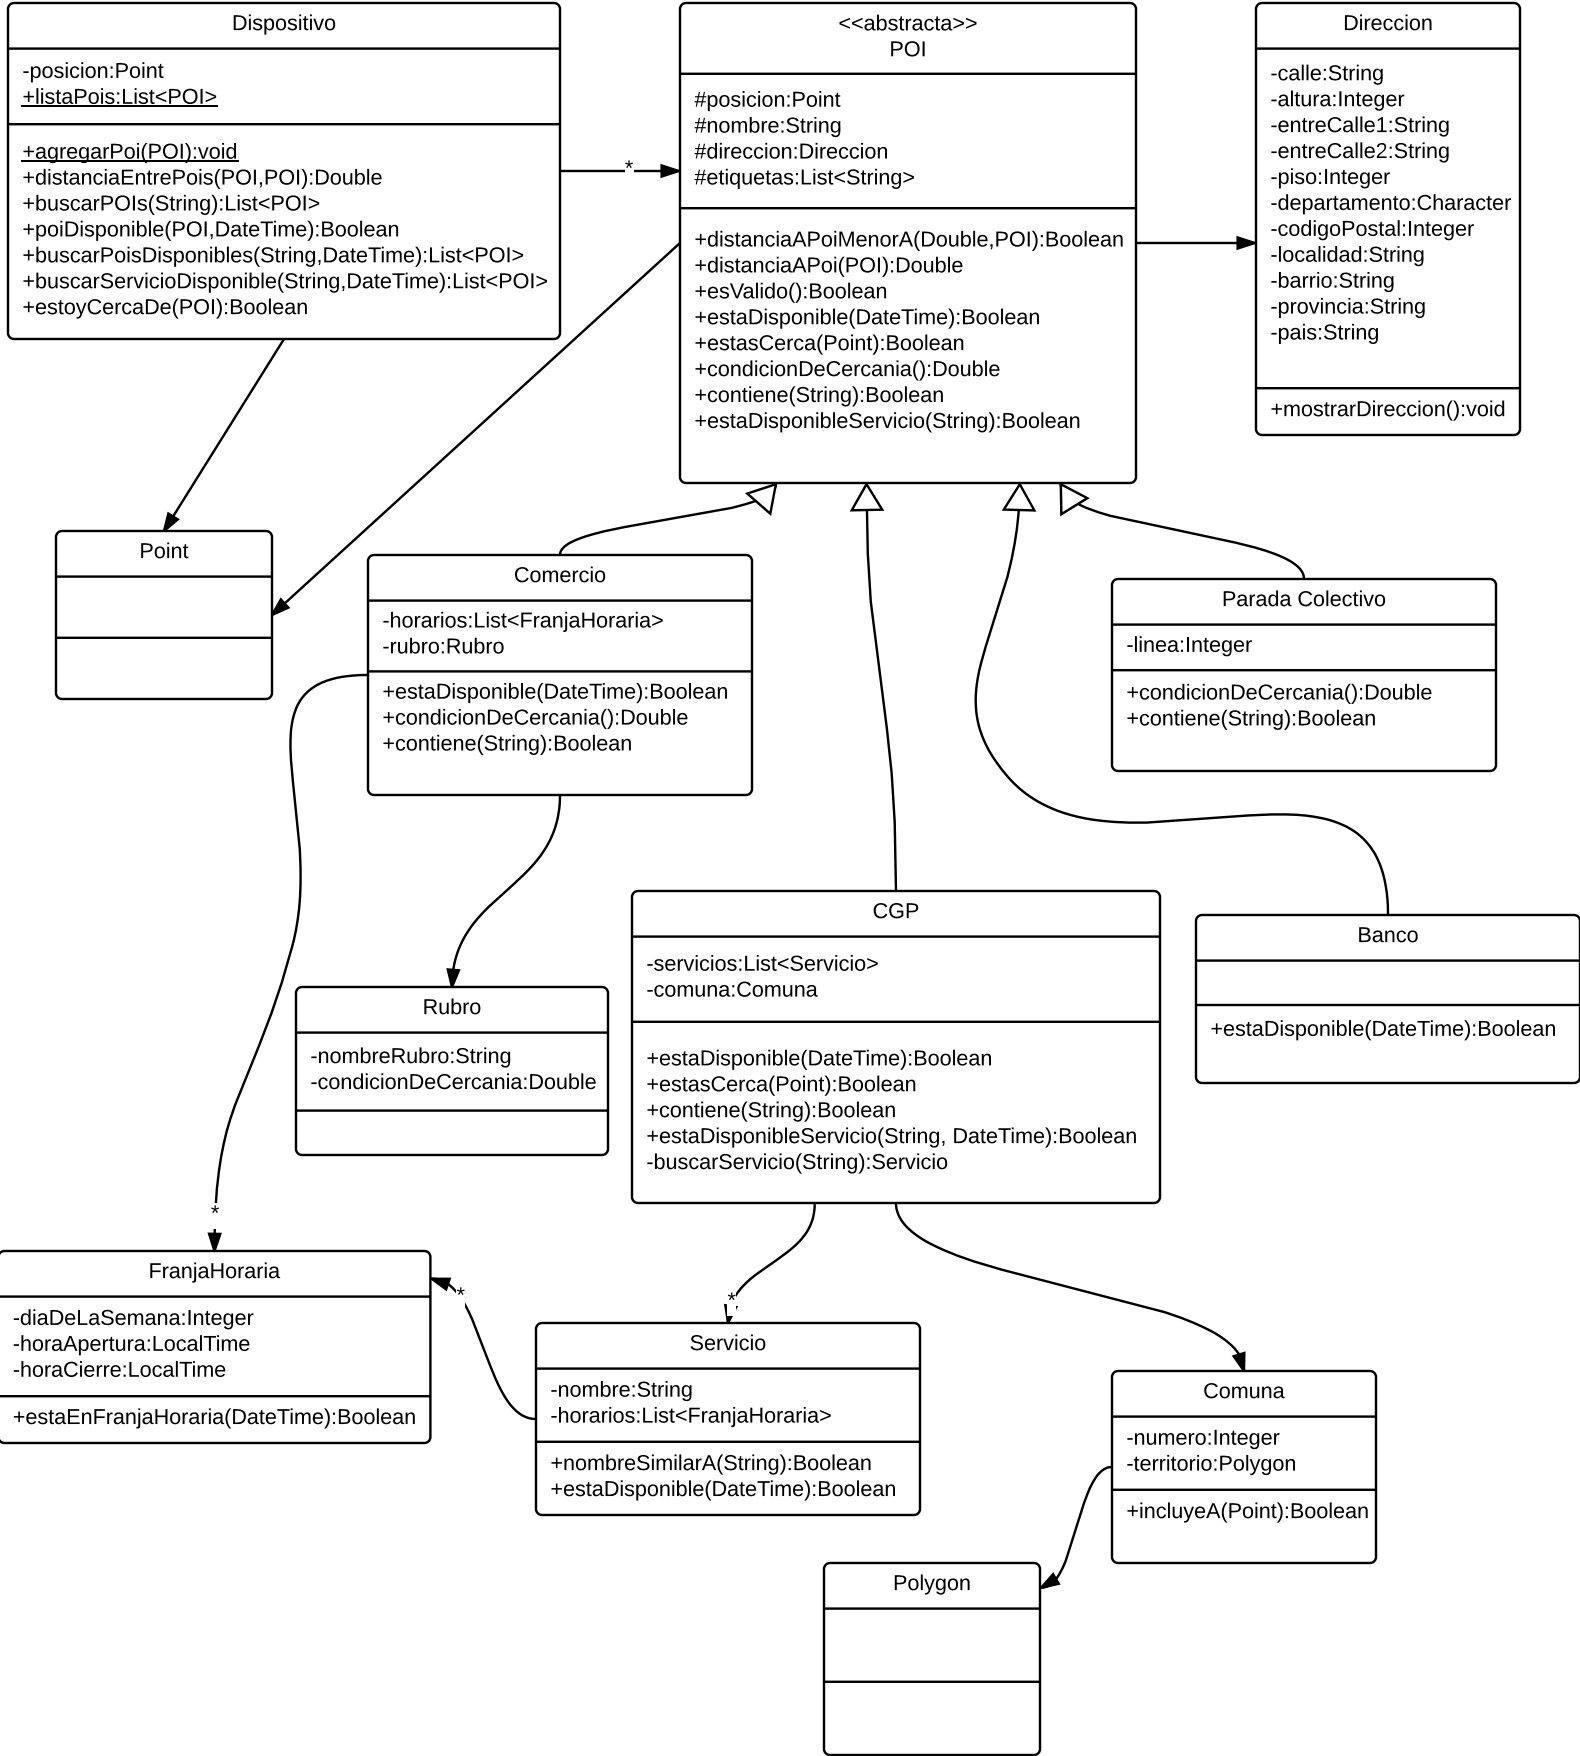 Dispositivo
-posicion:Point
+listaPois:List<POI>
+agregarPoi(POI):void
+distanciaEntrePois(POI,POI):Double
+buscarPOIs(String):List<POI>
+poiDisponible(POI,DateTime):Boolean
+buscarPoisDisponibles(String,DateTime):List<POI>
+buscarServicioDisponible(String,DateTime):List<POI>
+estoyCercaDe(POI):Boolean
*
<<abstracta>>
POI
#posicion:Point
#nombre:String
#direccion:Direccion
#etiquetas:List<String>
+distanciaAPoiMenorA(Double,POI):Boolean
+distanciaAPoi(POI):Double
+esValido():Boolean
+estaDisponible(DateTime):Boolean
+estasCerca(Point):Boolean
+condicionDeCercania():Double
+contiene(String):Boolean
+estaDisponibleServicio(String):Boolean
Direccion
-calle:String
-altura:Integer
-entreCalle1:String
-entreCalle2:String
-piso:Integer
-departamento:Character
-codigoPostal:Integer
-localidad:String
-barrio:String
-provincia:String
-pais:String
+mostrarDireccion():void
Point
Comercio
-horarios:List<FranjaHoraria>
-rubro:Rubro
+estaDisponible(DateTime):Boolean
+condicionDeCercania():Double
+contiene(String):Boolean
Parada Colectivo
-linea:Integer
+condicionDeCercania():Double
+contiene(String):Boolean
CGP
-servicios:List<Servicio>
-comuna:Comuna
+estaDisponible(DateTime):Boolean
+estasCerca(Point):Boolean
+contiene(String):Boolean
+estaDisponibleServicio(String, DateTime):Boolean
-buscarServicio(String):Servicio
Banco
+estaDisponible(DateTime):Boolean
Rubro
-nombreRubro:String
-condicionDeCercania:Double
*
FranjaHoraria
-diaDeLaSemana:Integer
-horaApertura:LocalTime
-horaCierre:LocalTime
+estaEnFranjaHoraria(DateTime):Boolean
*
*
Servicio
-nombre:String
-horarios:List<FranjaHoraria>
+nombreSimilarA(String):Boolean
+estaDisponible(DateTime):Boolean
Comuna
-numero:Integer
-territorio:Polygon
+incluyeA(Point):Boolean
Polygon